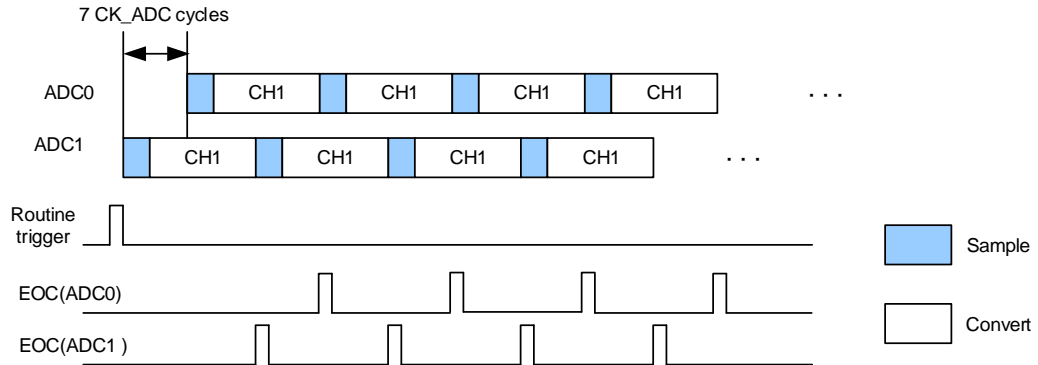 7 CK_ADC cycles
ADC0
CH1
CH1
CH1
CH1
. . .
ADC1
CH1
CH1
CH1
CH1
. . .
Routine
trigger
Sample
EOC(ADC0)
Convert
EOC(ADC1 )